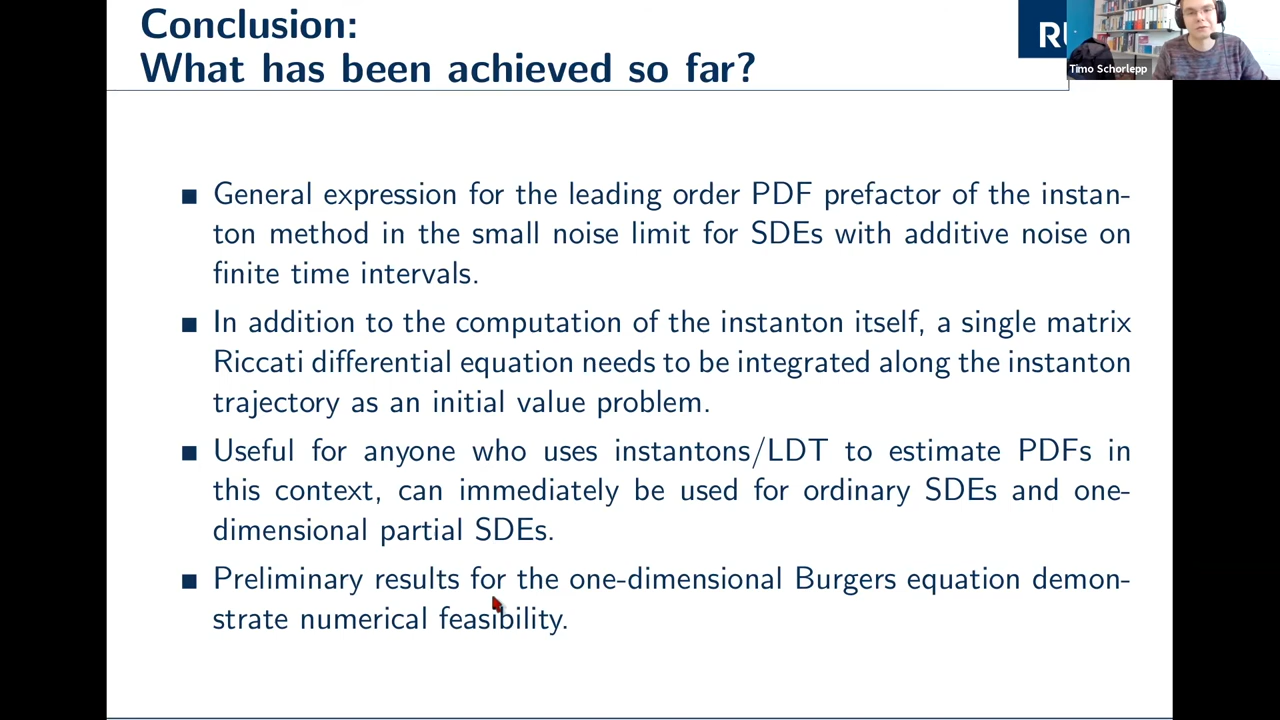 Conclusion:
What has been achieved so far?
Timo Schorlepp
■ General expression for the leading order PDF prefactor of the instan-
ton method in the small noise limit for SDEs with additive noise on
finite time intervals.
■ In addition to the computation of the instanton itself, a single matrix
Riccati differential equation needs to be integrated along the instanton
trajectory as an initial value problem.
■ Useful for anyone who uses instantons/LDT to estimate PDFs in
this context, can immediately be used for ordinary SDEs and one-
dimensional partial SDEs.
■ Preliminary results for the one-dimensional Burgers equation demon-
strate numerical feasibility.